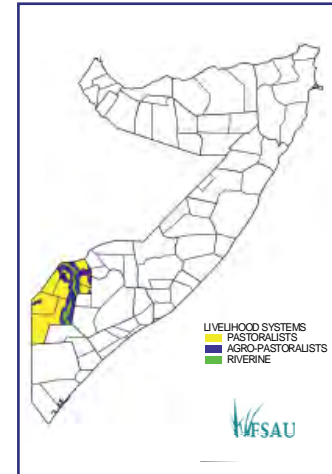 LIVELIHOOD SYSTEMS
PASTORALISTS
AGRO-PASTORALISTS
RIVERINE
FSAU